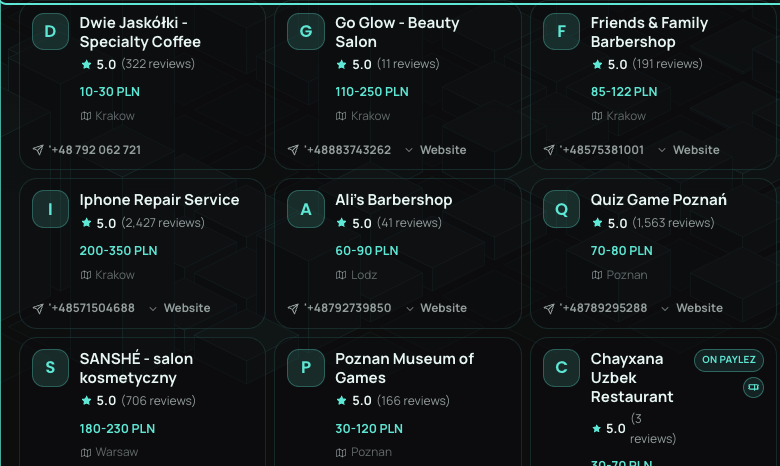 D
Dwie Jaskółki -
Specialty Coffee
5.0 (322 reviews)
10-30 PLN
Krakow
'+48 792 062 721
G
Go Glow - Beauty
Salon
5.0 (11 reviews)
110-250 PLN
Krakow
'+48883743262
Website
F
Friends & Family
Barbershop
5.0 (191 reviews)
85-122 PLN
Krakow
'+48575381001
Website
I
Iphone Repair Service
5.0 (2,427 reviews)
200-350 PLN
Krakow
'+48571504688
Website
A
Ali's Barbershop
5.0 (41 reviews)
60-90 PLN
Lodz
'+48792739850
Website
Q
Quiz Game Poznań
5.0 (1,563 reviews)
70-80 PLN
Poznan
'+48789295288
Website
S
SANSHÉ - salon
kosmetyczny
5.0 (706 reviews)
180-230 PLN
Warsaw
P
Poznan Museum of
Games
5.0 (166 reviews)
30-120 PLN
Poznan
C
Chayxana
Uzbek
Restaurant
ON PAYLEZ
5.0 (3
reviews)
30-70 PLN